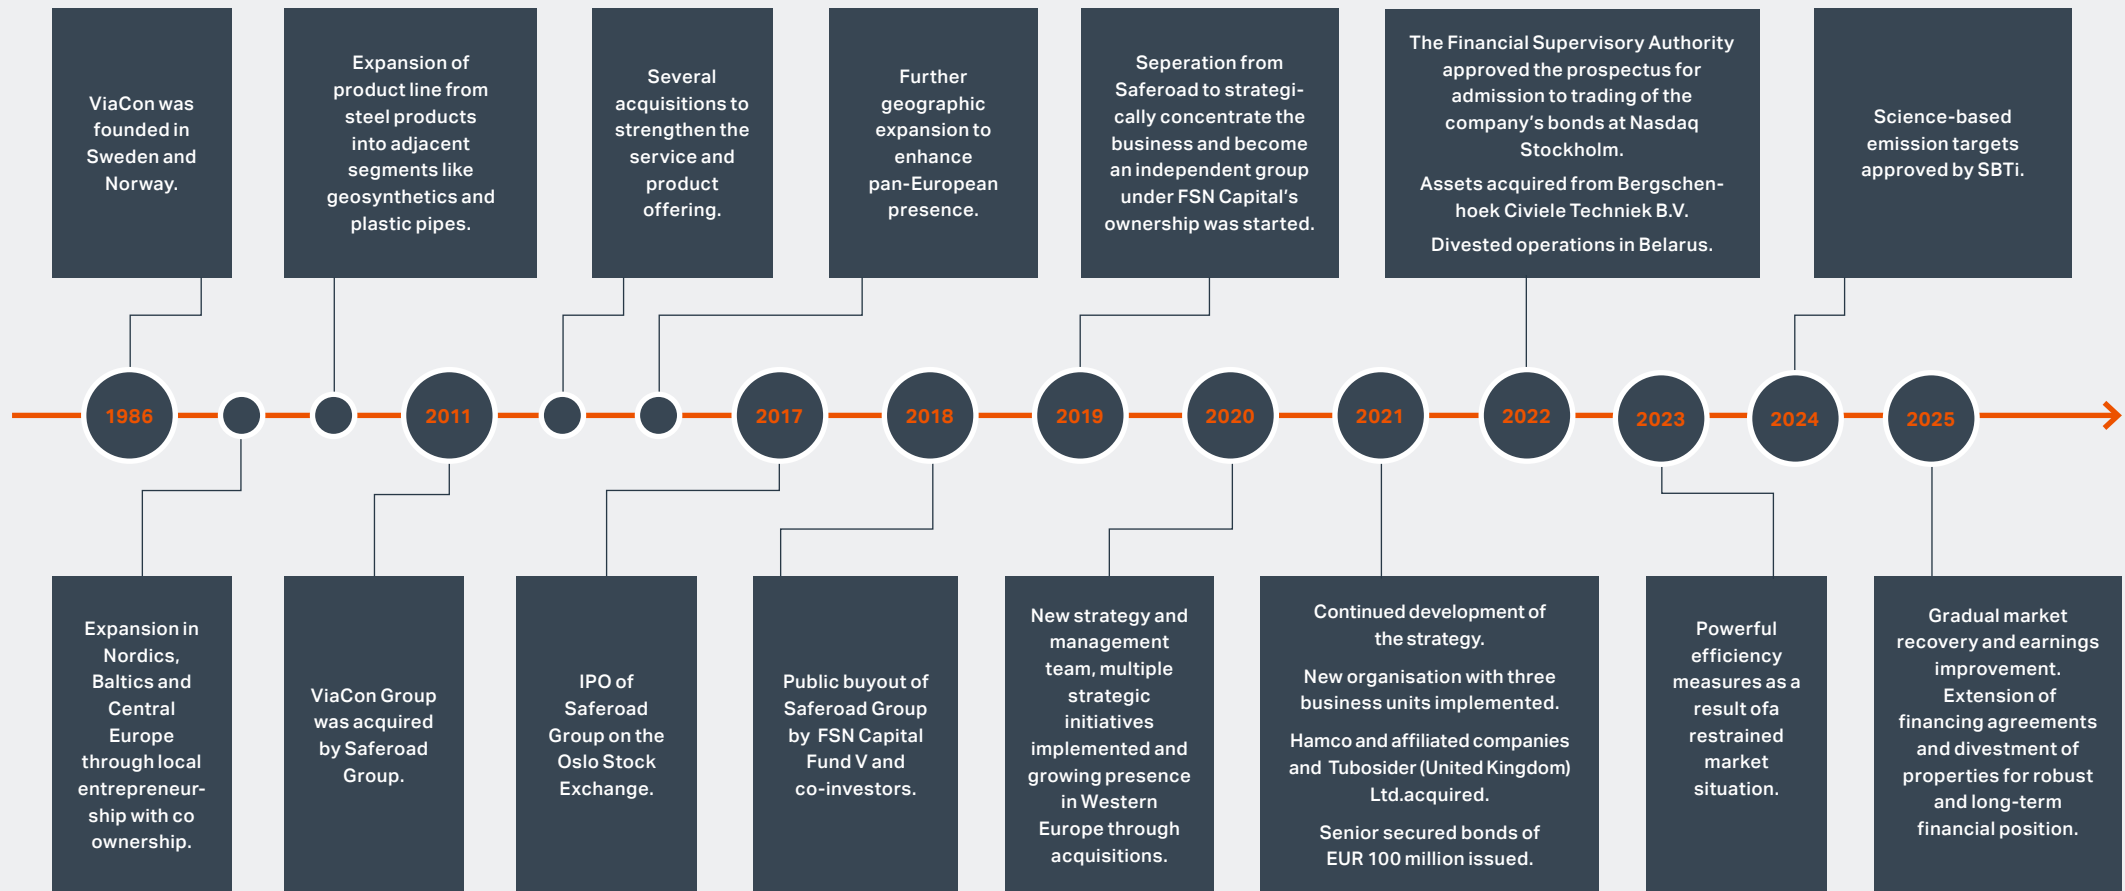 ViaCon was
founded in
Sweden and
Norway.
Expansion of
product line from
steel products
into adjacent
segments like
geosynthetics and
plastic pipes.
Several
acquisitions to
strengthen the
service and
product
offering.
Further
geographic
expansion to
enhance
pan-European
presence.
Seperation from
Saferoad to strategi-
cally concentrate the
business and become
an independent group
under FSN Capital's
ownership was started.
The Financial Supervisory Authority
approved the prospectus for
admission to trading of the
company's bonds at Nasdaq
Stockholm.
Assets acquired from Bergschen-
hoek Civiele Techniek B.V.
Divested operations in Belarus.
Science-based
emission targets
approved by SBTi.
1986
2011
2017
2018
2019
2020
2021
2022
2023
2024
2025
Expansion in
Nordics,
Baltics and
Central
Europe
through local
entrepreneur-
ship with co
ownership.
ViaCon Group
was acquired
by Saferoad
Group.
IPO of
Saferoad
Group on the
Oslo Stock
Exchange.
Public buyout of
Saferoad Group
by FSN Capital
Fund V and
co-investors.
New strategy and
management
team, multiple
strategic
initiatives
implemented and
growing presence
in Western
Europe through
acquisitions.
Continued development of
the strategy.
New organisation with three
business units implemented.
Hamco and affiliated companies
and Tubosider (United Kingdom)
Ltd.acquired.
Senior secured bonds of
EUR 100 million issued.
Powerful
efficiency
measures as a
result ofa
restrained
market
situation.
Gradual market
recovery and earnings
improvement.
Extension of
financing agreements
and divestment of
properties for robust
and long-term
financial position.